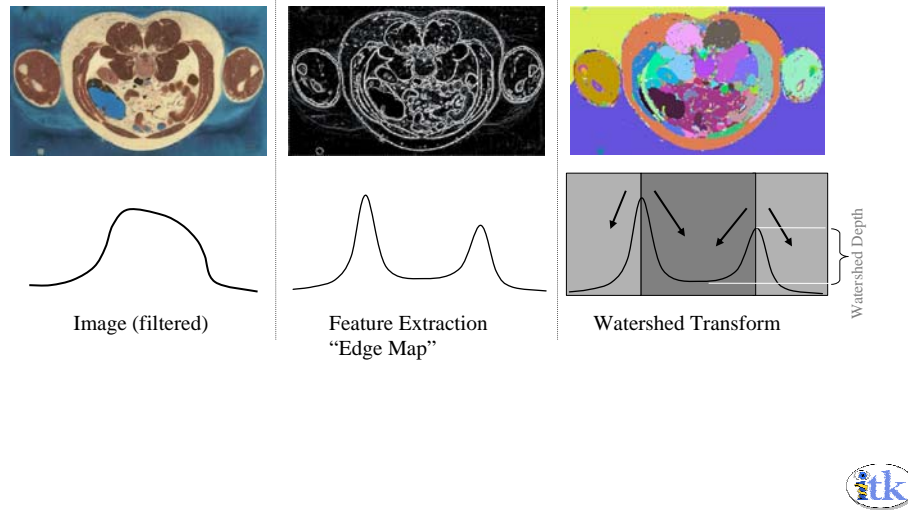 Image (filtered)
Feature Extraction
“Edge Map”
Watershed Transform
Watershed Depth
itk